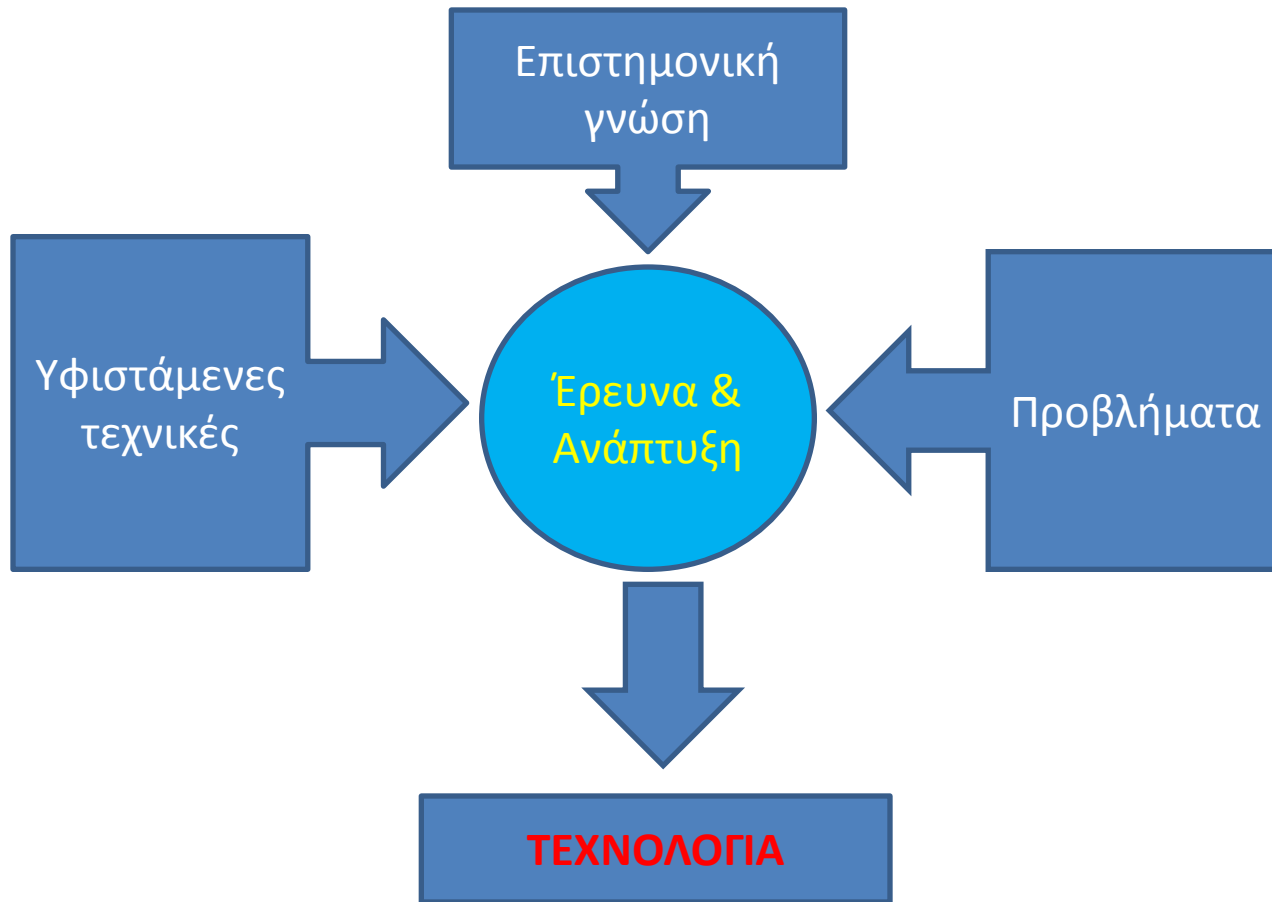 Επιστημονική
γνώση
Υφιστάμενες
τεχνικές
Έρευνα &
Ανάπτυξη
Προβλήματα
ΤΕΧΝΟΛΟΓΙΑ